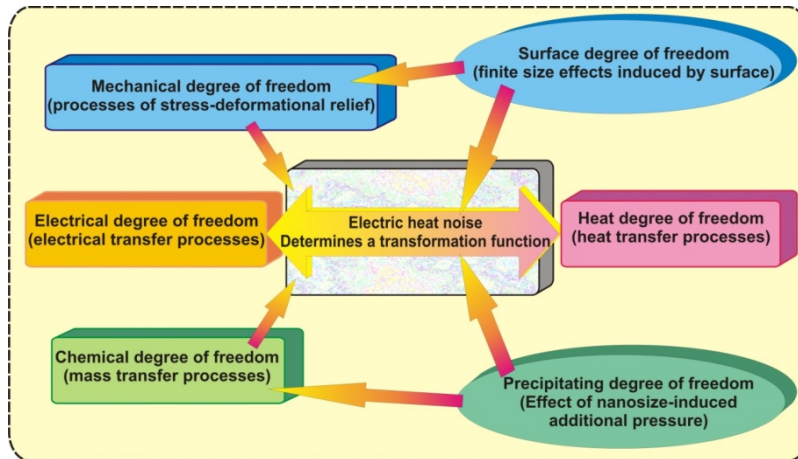 Mechanical degree of freedom
(processes of stress-deformational relief)
Surface degree of freedom
(finite size effects induced by surface)
Electrical degree of freedom
(electrical transfer processes)
Electric heat noise
Determines a transformation function
Heat degree of freedom
(heat transfer processes)
Chemical degree of freedom
(mass transfer processes)
Precipitating degree of freedom
(Effect of nanosize-induced
additional pressure)